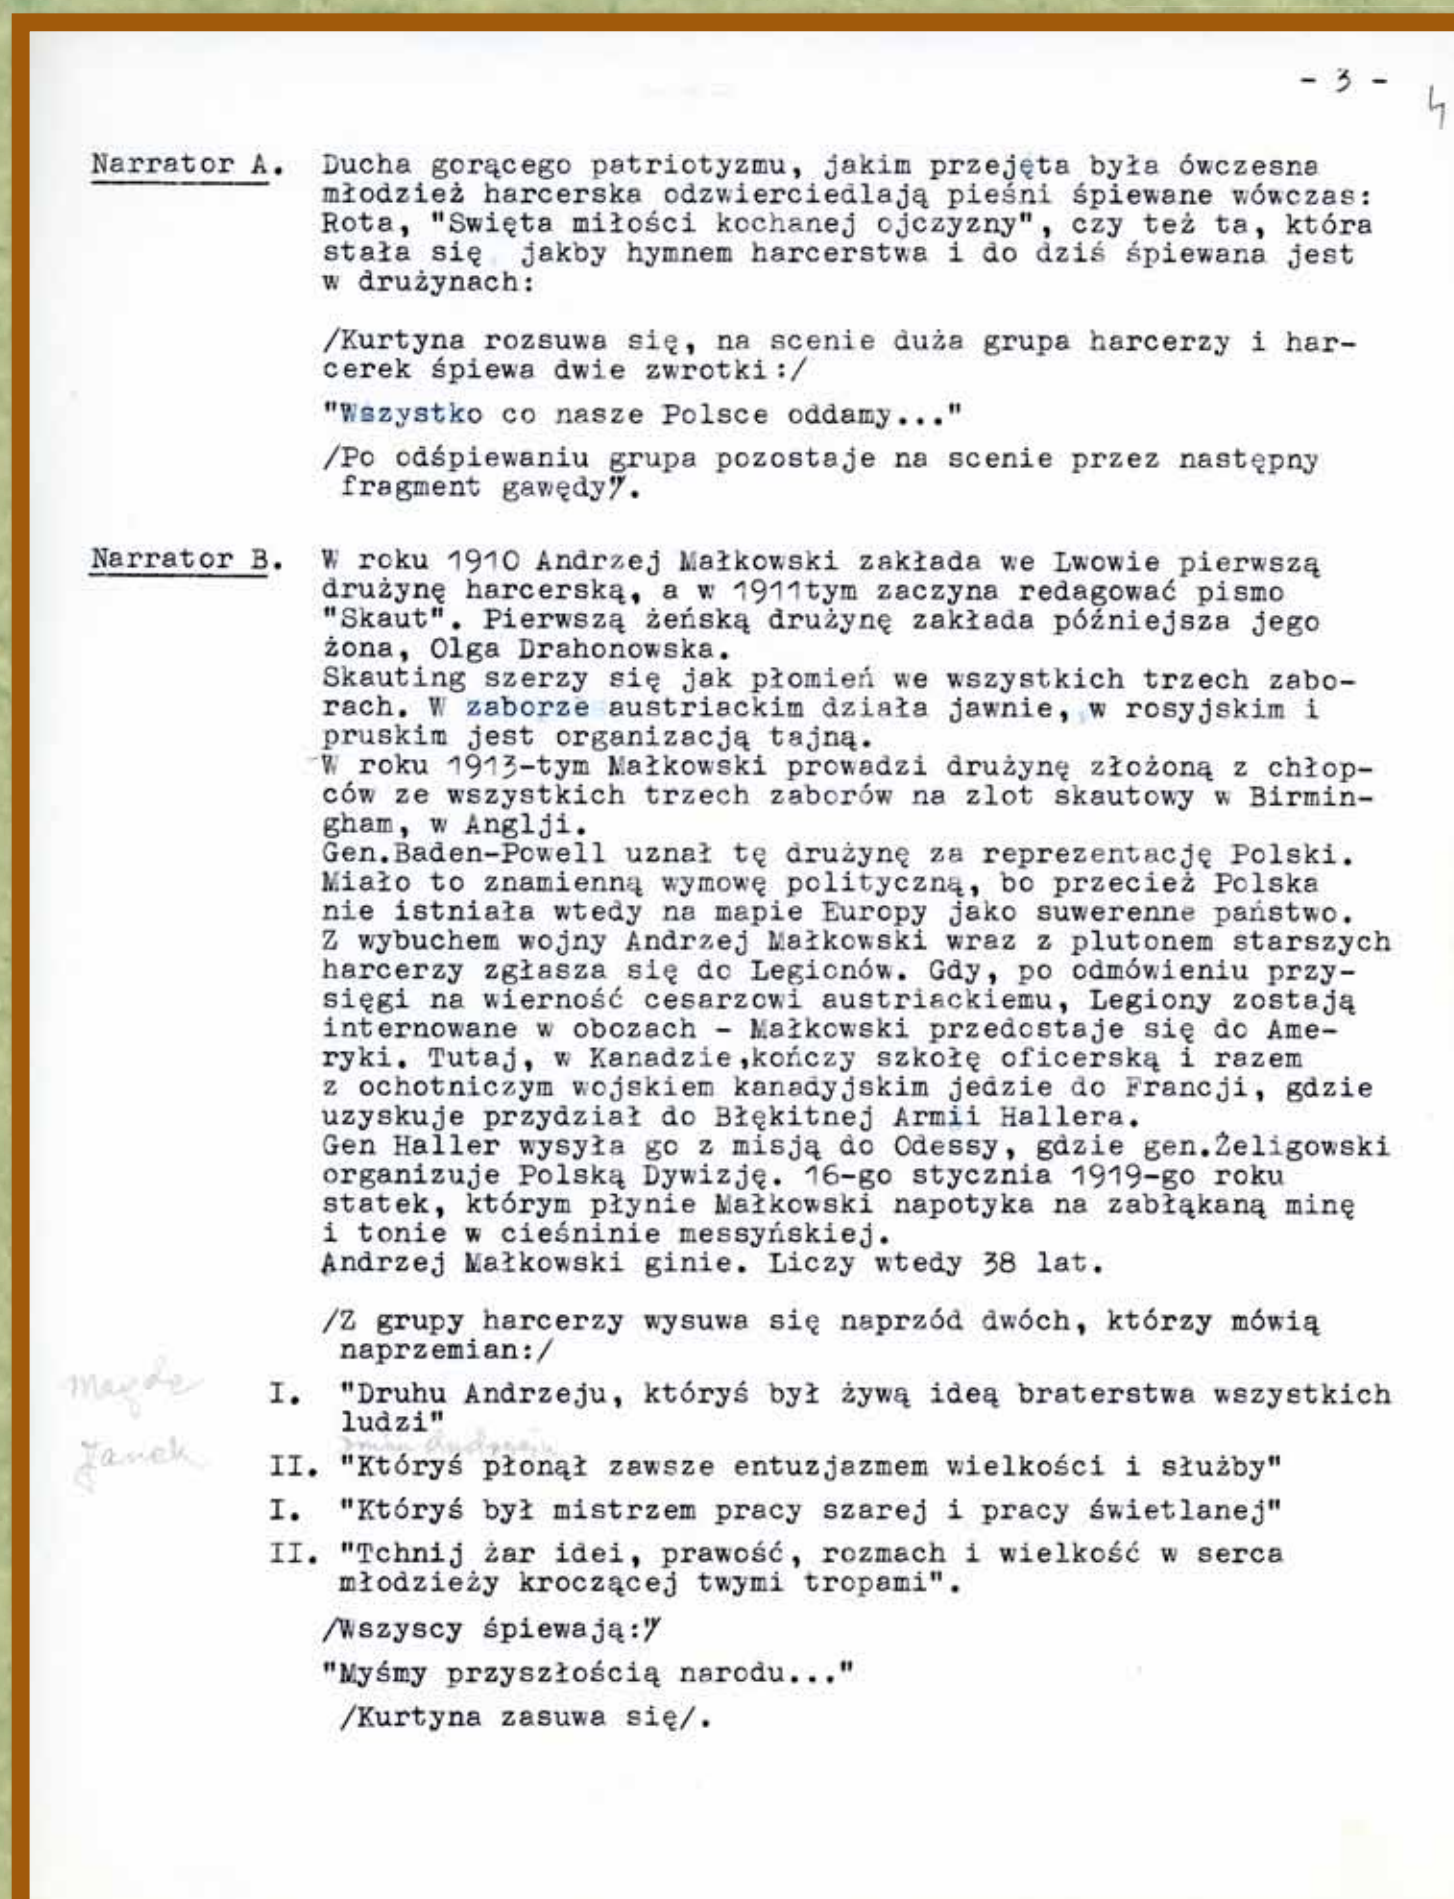 - 3 -
4
Narrator A. Ducha gorącego patriotyzmu, jakim przejęta była ówczesna
młodzież harcerska odzwierciedlają pieśni śpiewane wówczas:
Rota, "Swięta miłości kochanej ojczyzny", czy też ta, która
stała się jakby hymnem harcerstwa i do dziś śpiewana jest
w drużynach:
/Kurtyna rozsuwa się, na scenie duża grupa harcerzy i har-
cerek śpiewa dwie zwrotki:/
"Wszystko co nasze Polsce oddamy..."
/Po odśpiewaniu grupa pozostaje na scenie przez następny
fragment gawędy/.
Narrator B. W roku 1910 Andrzej Małkowski zakłada we Lwowie pierwszą
drużynę harcerską, a w 1911tym zaczyna redagować pismo
"Skaut". Pierwszą żeńską drużynę zakłada późniejsza jego
żona, Olga Drahonowska.
Skauting szerzy się jak płomień we wszystkich trzech zabo-
rach. W zaborze austriackim działa jawnie, w rosyjskim i
pruskim jest organizacją tajną.
W roku 1913-tym Małkowski prowadzi drużynę złożoną z chłop-
ców ze wszystkich trzech zaborów na zlot skautowy w Birmin-
gham, w Anglji.
Gen.Baden-Powell uznał tę drużynę za reprezentację Polski.
Miało to znamienną wymowę polityczną, bo przecież Polska
nie istniała wtedy na mapie Europy jako suwerenne państwo.
Z wybuchem wojny Andrzej Małkowski wraz z plutonem starszych
harcerzy zgłasza się do Legionów. Gdy, po odmówieniu przy-
sięgi na wierność cesarzowi austriackiemu, Legiony zostają
internowane w obozach - Małkowski przedostaje się do Ame-
ryki. Tutaj, w Kanadzie,kończy szkołę oficerską i razem
z ochotniczym wojskiem kanadyjskim jedzie do Francji, gdzie
uzyskuje przydział do Błękitnej Armii Hallera.
Gen Haller wysyła go z misją do Odessy, gdzie gen.Żeligowski
organizuje Polską Dywizję. 16-go stycznia 1919-go roku
statek, którym płynie Małkowski napotyka na zabłąkaną minę
i tonie w cieśninie messyńskiej.
Andrzej Małkowski ginie. Liczy wtedy 38 lat.
/Z grupy harcerzy wysuwa się naprzód dwóch, którzy mówią
naprzemian:/
Magda
I. "Druhu Andrzeju, któryś był żywą ideą braterstwa wszystkich
ludzi"
Janek
II. "Któryś płonął zawsze entuzjazmem wielkości i służby"
I. "Któryś był mistrzem pracy szarej i pracy świetlanej"
II. "Tchnij żar idei, prawość, rozmach i wielkość w serca
młodzieży kroczącej twymi tropami".
/Wszyscy śpiewają:/
"Myśmy przyszłością narodu..."
/Kurtyna zasuwa się/.